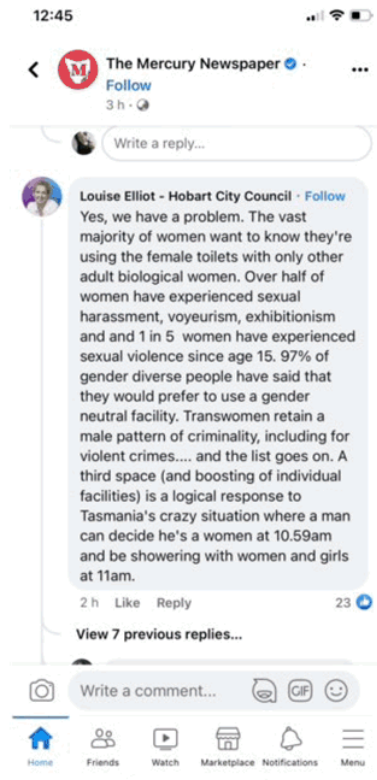 12:45
The Mercury Newspaper ·
Follow
3 h ·
Write a reply...
Louise Elliot - Hobart City Council · Follow
Yes, we have a problem. The vast
majority of women want to know they're
using the female toilets with only other
adult biological women. Over half of
women have experienced sexual
harassment, voyeurism, exhibitionism
and and 1 in 5 women have experienced
sexual violence since age 15. 97% of
gender diverse people have said that
they would prefer to use a gender
neutral facility. Transwomen retain a
male pattern of criminality, including for
violent crimes.... and the list goes on. A
third space (and boosting of individual
facilities) is a logical response to
Tasmania's crazy situation where a man
can decide he's a women at 10.59am
and be showering with women and girls
at 11am.
2 h Like Reply 23
View 7 previous replies...
Write a comment... GIF
Home Friends Watch Marketplace Notifications Menu